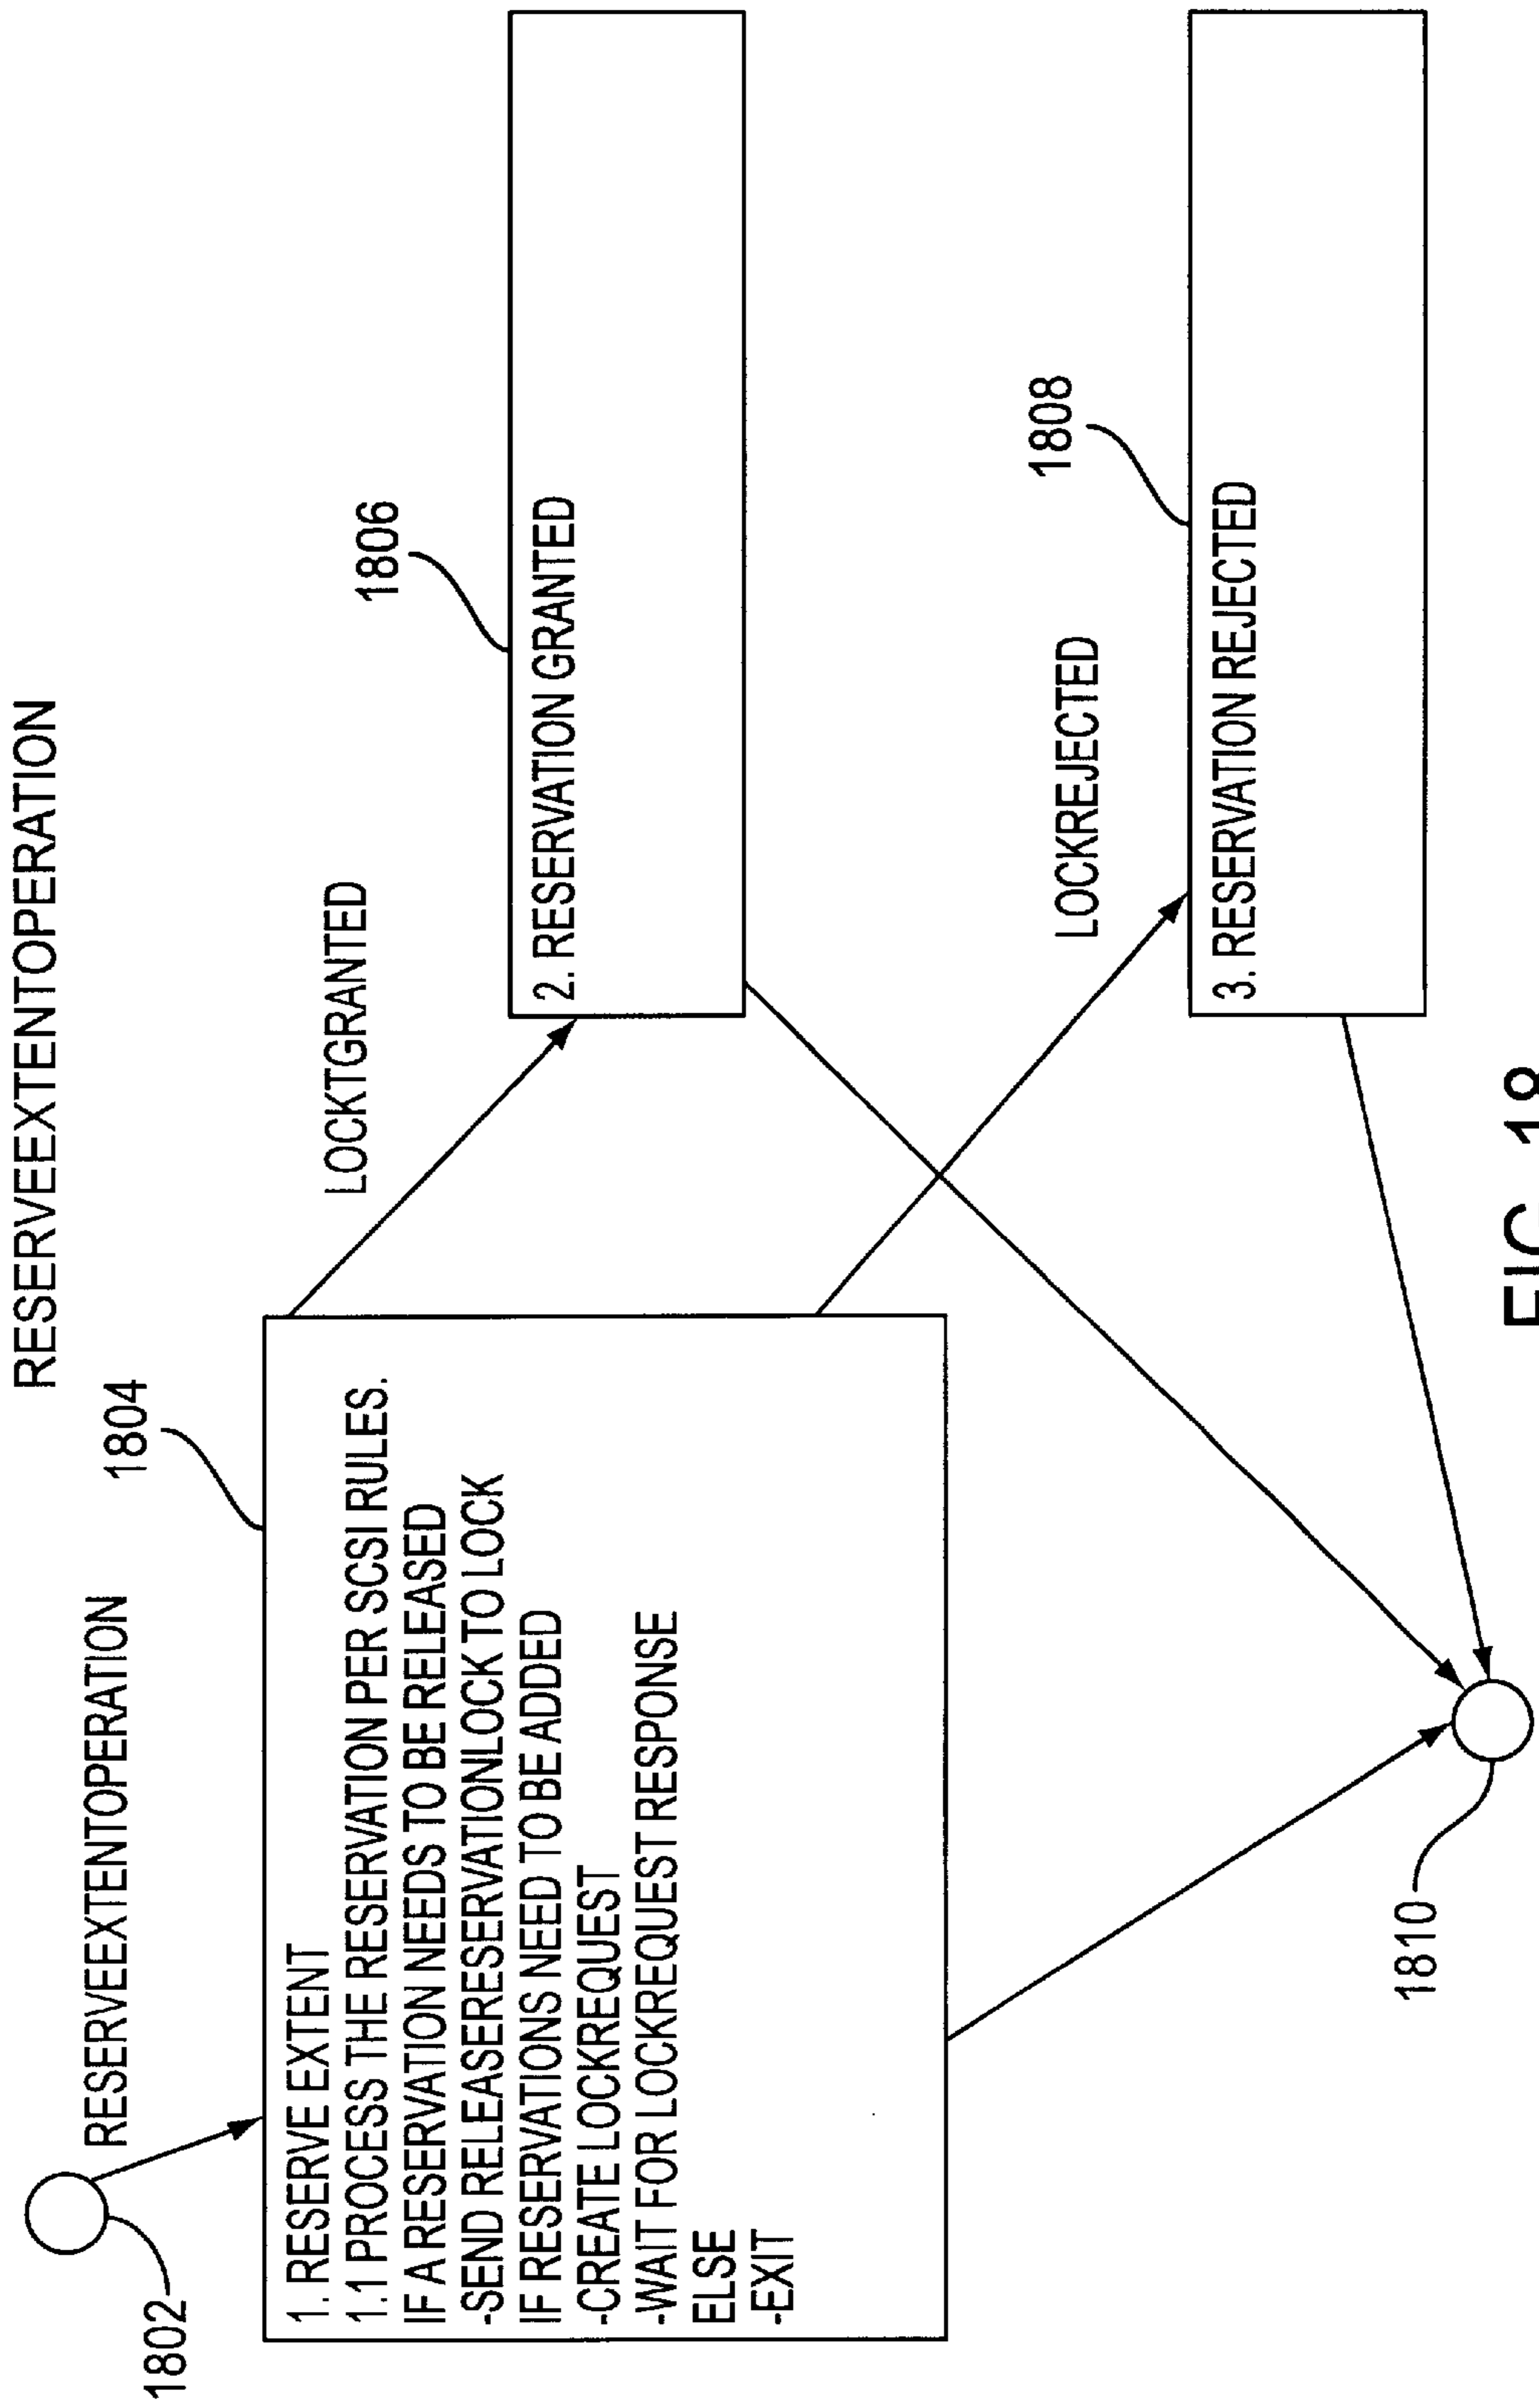 RESERVEEXTENTOPERATION
1802
RESERVEEXTENTOPERATION
1804
1. RESERVE EXTENT
1.1 PROCESS THE RESERVATION PER SCSI RULES.
IF A RESERVATION NEEDS TO BE RELEASED
-SEND RELEASERESERVATIONLOCK TO LOCK
IF RESERVATIONS NEED TO BE ADDED
-CREATE LOCKREQUEST
-WAIT FOR LOCKREQUEST RESPONSE
ELSE
-EXIT
LOCKTGRANTED
1806
2. RESERVATION GRANTED
LOCKREJECTED
1808
3. RESERVATION REJECTED
1810
FIG. 18